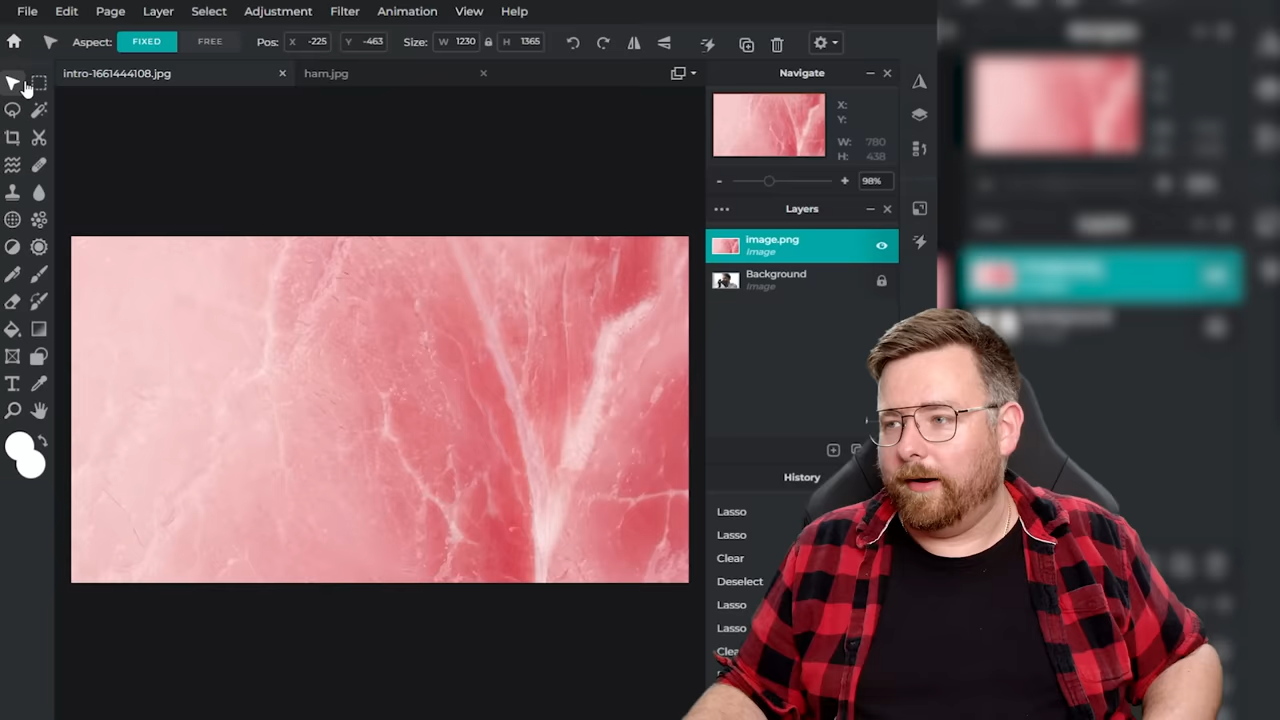 File Edit Page Layer Select Adjustment Filter Animation View Help
Aspect: FIXED FREE Pos: X -225 Y -463 Size: W 1230 H 1365
intro-1661444108.jpg ham.jpg
Navigate
X:
Y:
W: 780
H: 438
- + 98%
Layers
image.png
Image
Background
Image
T
History
Lasso
Lasso
Clear
Deselect
Lasso
Lasso